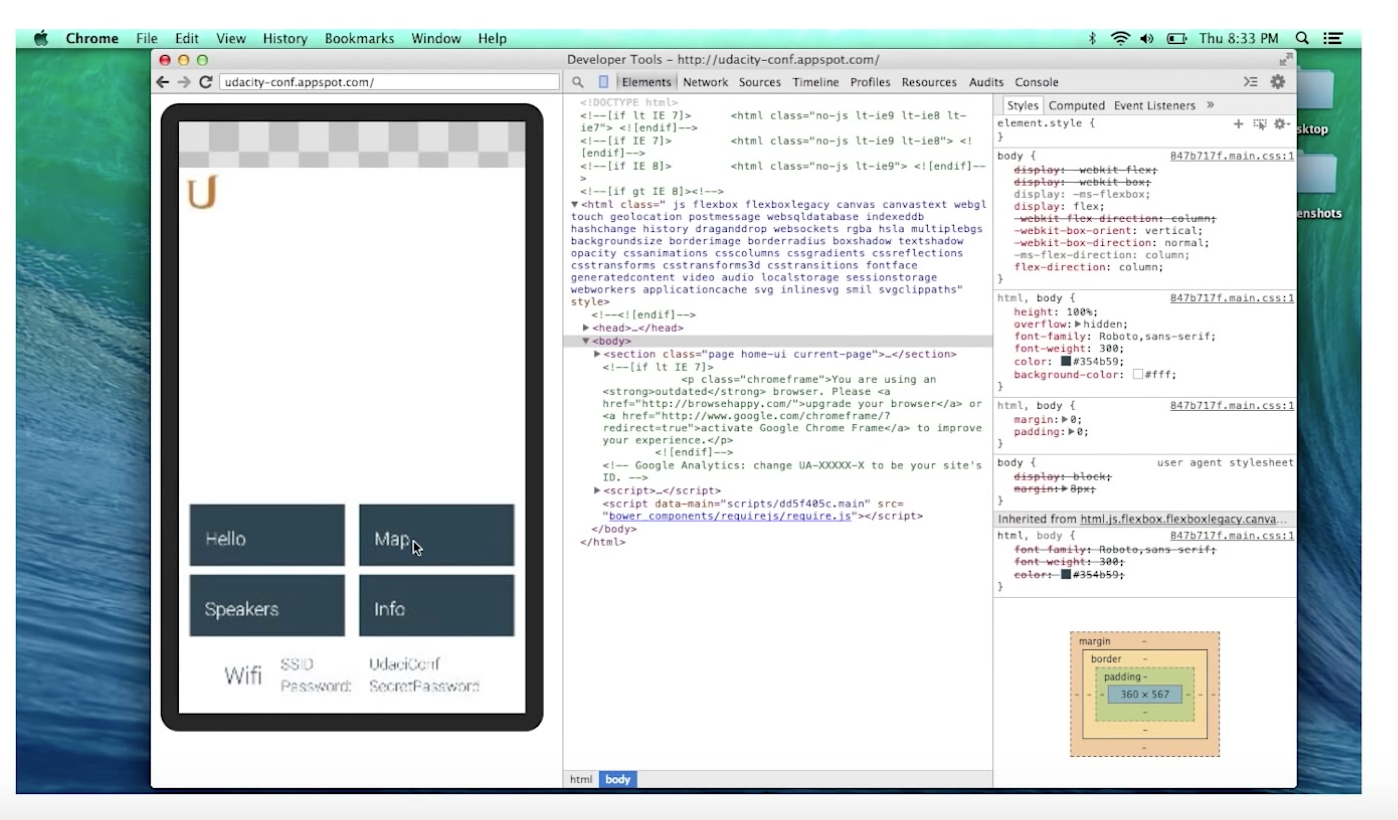 Chrome File Edit View History Bookmarks Window Help Thu 8:33 PM
Developer Tools – http://udacity-conf.appspot.com/
udacity-conf.appspot.com/
Elements Network Sources Timeline Profiles Resources Audits Console
U
Hello
Map
Speakers
Info
Wifi
SSID UdaciConf
Password: SecretPassword
<!DOCTYPE html>
<!--[if lt IE 7]> <html class="no-js lt-ie9 lt-ie8 lt-
ie7"> <![endif]-->
<!--[if IE 7]> <html class="no-js lt-ie9 lt-ie8"> <!
[endif]-->
<!--[if IE 8]> <html class="no-js lt-ie9"> <![endif]--
>
<!--[if gt IE 8]><!-->
▼<html class=" js flexbox flexboxlegacy canvas canvastext webgl
touch geolocation postmessage websqldatabase indexeddb
hashchange history draganddrop websockets rgba hsla multiplebgs
backgroundsize borderimage borderradius boxshadow textshadow
opacity cssanimations csscolumns cssgradients cssreflections
csstransforms csstransforms3d csstransitions fontface
generatedcontent video audio localstorage sessionstorage
webworkers applicationcache svg inlinesvg smil svgclippaths"
style>
<!--<![endif]-->
▶<head>…</head>
▼<body>
▶<section class="page home-ui current-page">…</section>
<!--[if lt IE 7]>
<p class="chromeframe">You are using an
<strong>outdated</strong> browser. Please <a
href="http://browsehappy.com/">upgrade your browser</a> or
<a href="http://www.google.com/chromeframe/?
redirect=true">activate Google Chrome Frame</a> to improve
your experience.</p>
<![endif]-->
<!-- Google Analytics: change UA-XXXXX-X to be your site's
ID. -->
▶<script>…</script>
<script data-main="scripts/dd5f405c.main" src=
"bower_components/requirejs/require.js"></script>
</body>
</html>
html body
Styles Computed Event Listeners »
element.style {
}
body { 847b717f.main.css:1
display: -webkit-flex;
display: -webkit-box;
display: -ms-flexbox;
display: flex;
-webkit-flex-direction: column;
-webkit-box-orient: vertical;
-webkit-box-direction: normal;
-ms-flex-direction: column;
flex-direction: column;
}
html, body { 847b717f.main.css:1
height: 100%;
overflow:▶hidden;
font-family: Roboto,sans-serif;
font-weight: 300;
color: #354b59;
background-color: #fff;
}
html, body { 847b717f.main.css:1
margin:▶0;
padding:▶0;
}
body { user agent stylesheet
display: block;
margin:▶8px;
}
Inherited from html.js.flexbox.flexboxlegacy.canva…
html, body { 847b717f.main.css:1
font-family: Roboto,sans-serif;
font-weight: 300;
color: #354b59;
}
margin –
border –
padding –
– – – 360 × 567 – – –
–
–
–
sktop
enshots